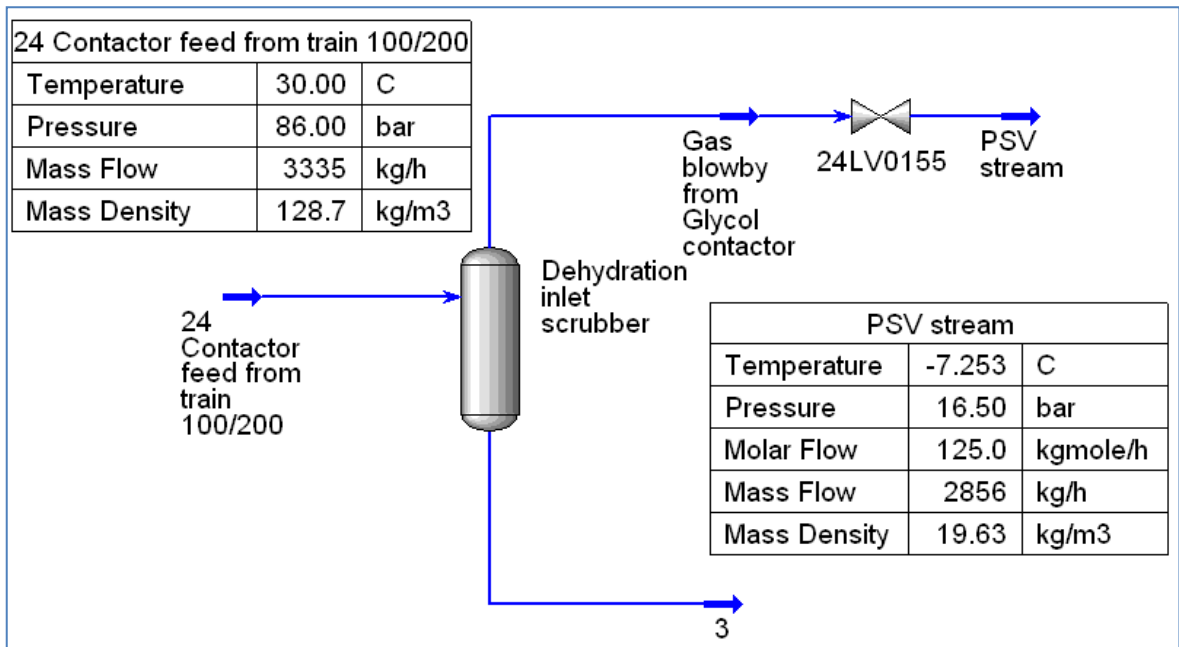 24 Contactor feed from train 100/200
Temperature 30.00 C
Pressure 86.00 bar
Mass Flow 3335 kg/h
Mass Density 128.7 kg/m3
Gas
blowby
from
Glycol
contactor
24LV0155
PSV
stream
Dehydration
inlet
scrubber
24
Contactor
feed from
train
100/200
PSV stream
Temperature -7.253 C
Pressure 16.50 bar
Molar Flow 125.0 kgmole/h
Mass Flow 2856 kg/h
Mass Density 19.63 kg/m3
3